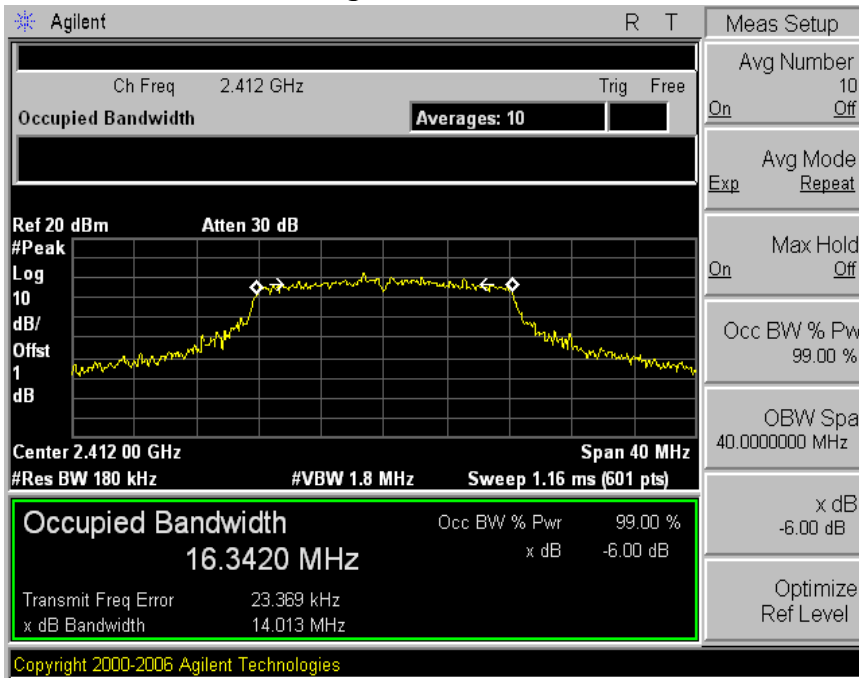 Agilent R T Meas Setup
Ch Freq 2.412 GHz Trig Free
Occupied Bandwidth Averages: 10
Ref 20 dBm Atten 30 dB
#Peak
Log
10
dB/
Offst
1
dB
Center 2.412 00 GHz Span 40 MHz
#Res BW 180 kHz #VBW 1.8 MHz Sweep 1.16 ms (601 pts)
Occupied Bandwidth Occ BW % Pwr 99.00 %
16.3420 MHz x dB -6.00 dB
Transmit Freq Error 23.369 kHz
x dB Bandwidth 14.013 MHz
Copyright 2000-2006 Agilent Technologies
Avg Number
10
On Off
Avg Mode
Exp Repeat
Max Hold
On Off
Occ BW % Pw
99.00 %
OBW Spa
40.0000000 MHz
x dB
-6.00 dB
Optimize
Ref Level